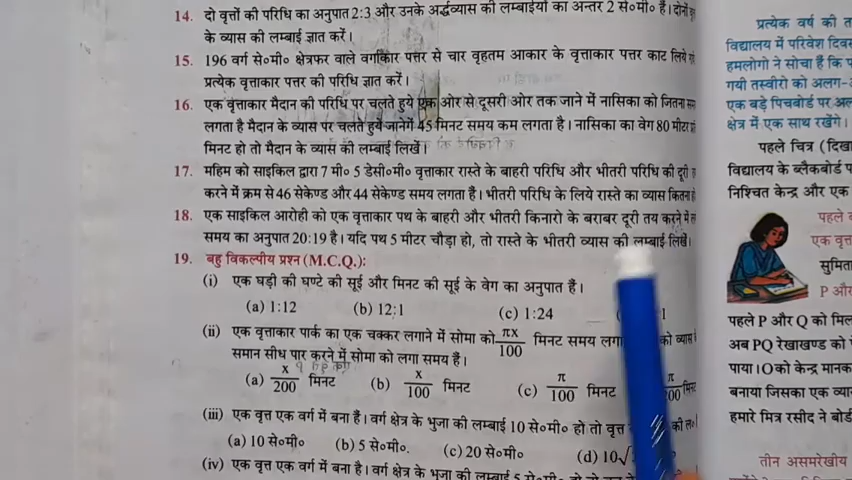 14. दो वृत्तों की परिधि का अनुपात 2:3 और उनके अर्द्धव्यास की लम्बाईयों का अन्तर 2 से०मी० है। दोनों
के व्यास की लम्बाई ज्ञात करें।
15. 196 वर्ग से०मी० क्षेत्रफर वाले वर्गाकार पत्तर से चार वृहतम आकार के वृत्ताकार पत्तर काट लिये
प्रत्येक वृत्ताकार पत्तर की परिधि ज्ञात करें।
16. एक वृत्ताकार मैदान की परिधि पर चलते हुये एक ओर से दूसरी ओर तक जाने में नासिका को जितना
लगता है मैदान के व्यास पर चलते हुये जानेमें 45 मिनट समय कम लगता है। नासिका का वेग 80 मीटर
मिनट हो तो मैदान के व्यास की लम्बाई लिखें।
17. महिम को साइकिल द्वारा 7 मी० 5 डेसी०मी० वृत्ताकार रास्ते के बाहरी परिधि और भीतरी परिधि की दूरी
करने में क्रम से 46 सेकेण्ड और 44 सेकेण्ड समय लगता है। भीतरी परिधि के लिये रास्ते का व्यास कितना
18. एक साइकिल आरोही को एक वृत्ताकार पथ के बाहरी और भीतरी किनारो के बराबर दूरी तय करने में
समय का अनुपात 20:19 है। यदि पथ 5 मीटर चौड़ा हो, तो रास्ते के भीतरी व्यास की लम्बाई लिखें।
19. बहु विकल्पीय प्रश्न (M.C.Q.):
(i) एक घड़ी की घण्टे की सूई और मिनट की सूई के वेग का अनुपात हैं।
(a) 1:12 (b) 12:1 (c) 1:24
(ii) एक वृत्ताकार पार्क का एक चक्कर लगाने में सोमा को πx/100 मिनट समय को व्यास
समान सीध पार करने में सोमा को लगा समय है।
(a) x/200 मिनट (b) x/100 मिनट (c) π/100 मिनट
(iii) एक वृत्त एक वर्ग में बना हैं। वर्ग क्षेत्र के भुजा की लम्बाई 10 से०मी० हो तो वृत्त
(a) 10 से०मी० (b) 5 से०मी०. (c) 20 से०मी० (d) 10√
(iv) एक वृत्त एक वर्ग में बना है। वर्ग क्षेत्र के भुजा की लम्बाई 5
प्रत्येक वर्ष की
विद्यालय में परिवेश
हमलोगो ने सोचा हैं कि
गयी तस्वीरो को अलग-
एक बड़े पिचबोर्ड पर
क्षेत्र में एक साथ रखेंगे।
पहले चित्र
विद्यालय के ब्लैकबोर्ड
निश्चित केन्द्र और एक
पहले
एक
P और
पहले P और Q को
अब PQ रेखाखण्ड को
पाया। O को केन्द्र मानकर
बनाया जिसका एक
हमारे मित्र रसीद ने
तीन असमरेखीय